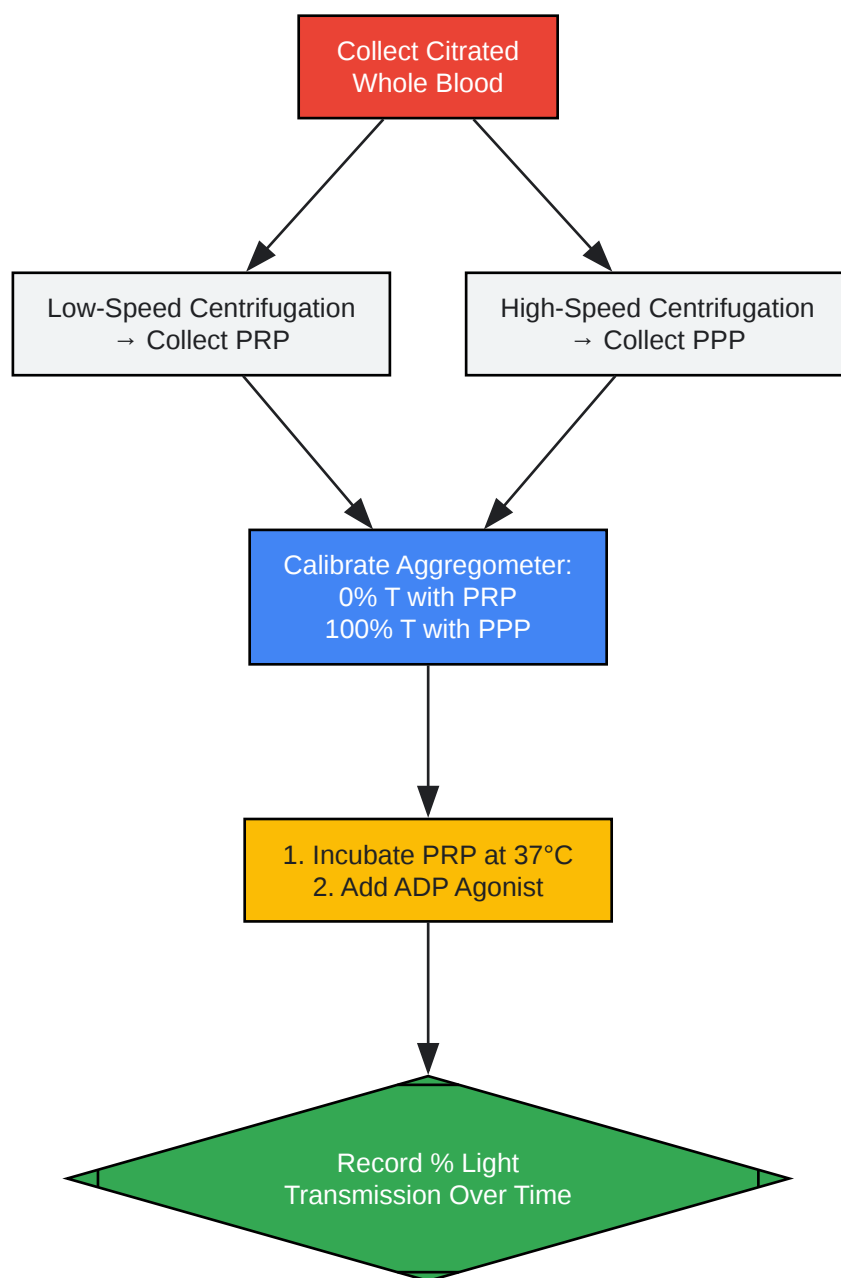 Collect Citrated
Whole Blood
Low-Speed Centrifugation
→ Collect PRP
High-Speed Centrifugation
→ Collect PPP
Calibrate Aggregometer:
0% T with PRP
100% T with PPP
1. Incubate PRP at 37°C
2. Add ADP Agonist
Record % Light
Transmission Over Time